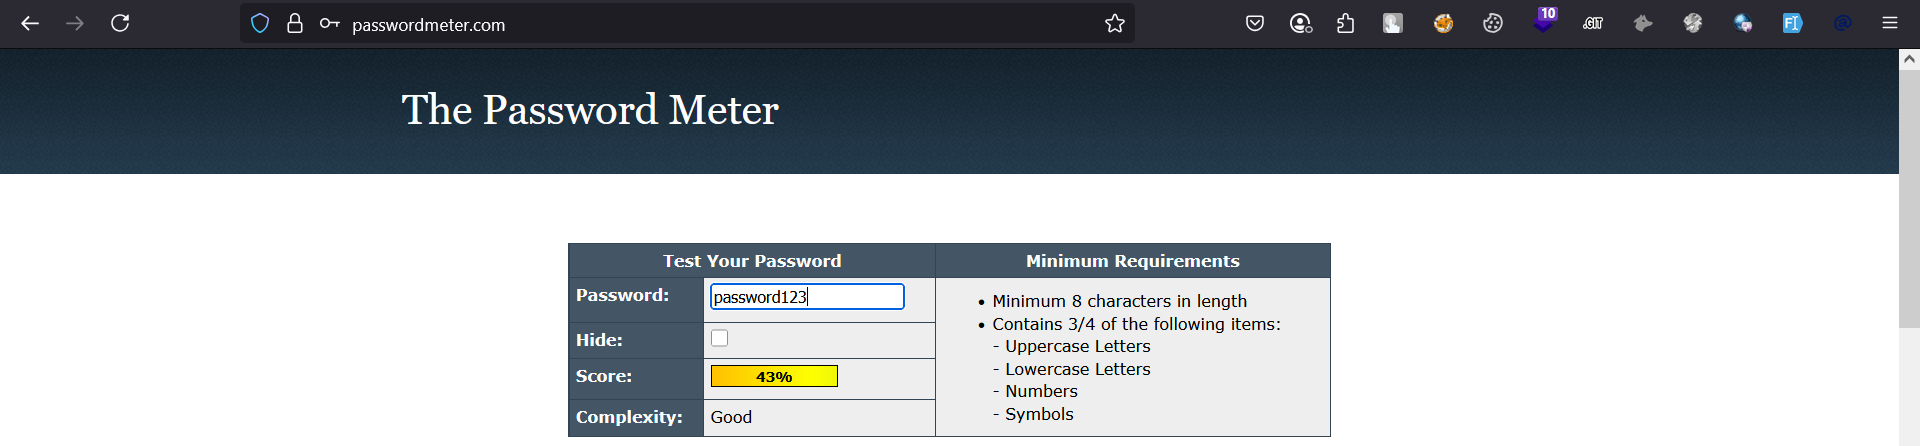 passwordmeter.com
10
.GIT
The Password Meter
Test Your Password
Minimum Requirements
Password:
password123
Hide:
Score:
43%
Complexity:
Good
• Minimum 8 characters in length
• Contains 3/4 of the following items:
- Uppercase Letters
- Lowercase Letters
- Numbers
- Symbols